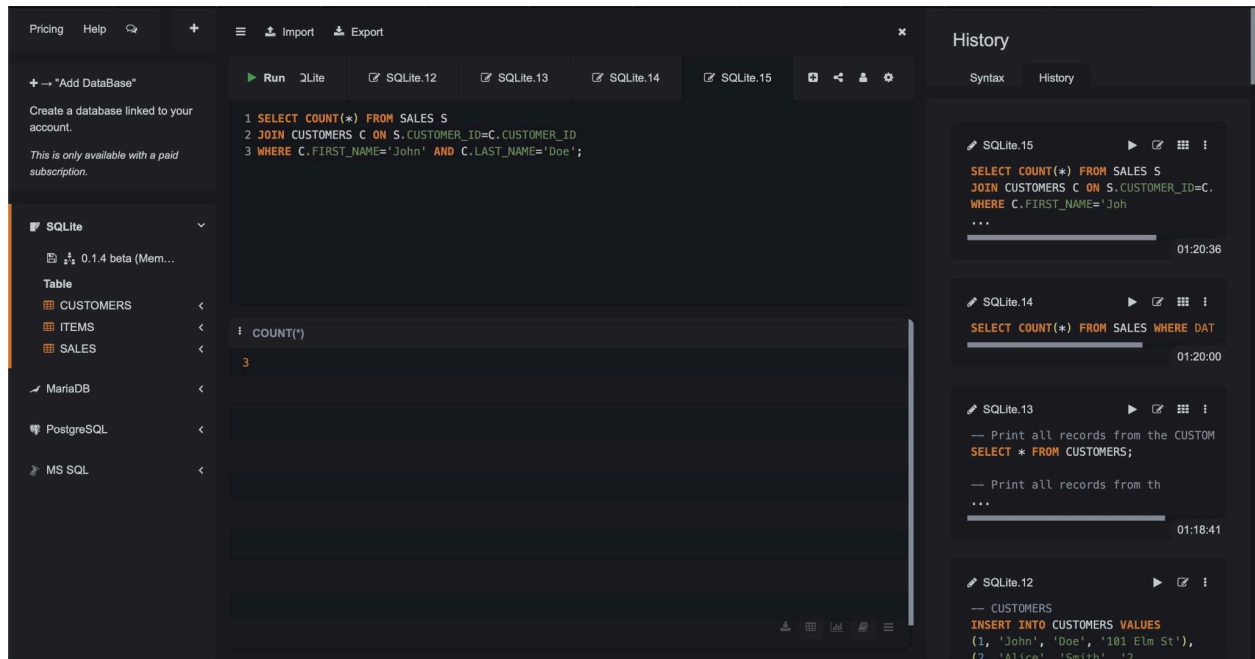 Pricing Help
+ → "Add DataBase"
Create a database linked to your
account.
This is only available with a paid
subscription.
SQLite
0.1.4 beta (Mem...
Table
CUSTOMERS
ITEMS
SALES
MariaDB
PostgreSQL
MS SQL
Import Export
Run QLite SQLite.12 SQLite.13 SQLite.14 SQLite.15
1 SELECT COUNT(*) FROM SALES S
2 JOIN CUSTOMERS C ON S.CUSTOMER_ID=C.CUSTOMER_ID
3 WHERE C.FIRST_NAME='John' AND C.LAST_NAME='Doe';
COUNT(*)
3
History
Syntax History
SQLite.15
SELECT COUNT(*) FROM SALES S
JOIN CUSTOMERS C ON S.CUSTOMER_ID=C.
WHERE C.FIRST_NAME='Joh
...
01:20:36
SQLite.14
SELECT COUNT(*) FROM SALES WHERE DAT
01:20:00
SQLite.13
-- Print all records from the CUSTOM
SELECT * FROM CUSTOMERS;
-- Print all records from th
...
01:18:41
SQLite.12
-- CUSTOMERS
INSERT INTO CUSTOMERS VALUES
(1, 'John', 'Doe', '101 Elm St'),
(2, 'Alice', 'Smith', '2